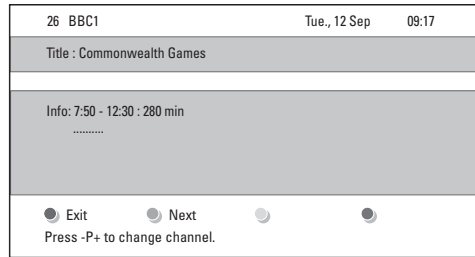 26 BBC1 Tue., 12 Sep 09:17
Title : Commonwealth Games
Info: 7:50 - 12:30 : 280 min
..........
Exit Next
Press -P+ to change channel.